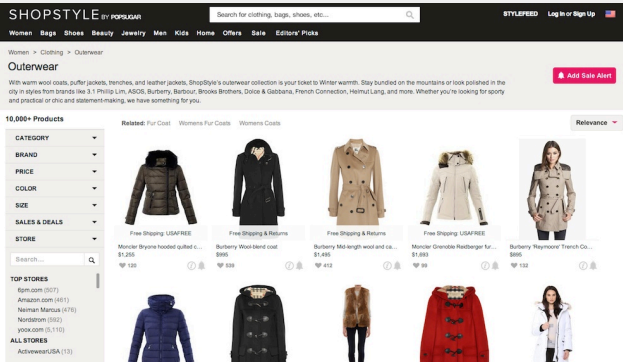 SHOPSTYLE BY POPSUGAR
Search for clothing, bags, shoes, etc...
STYLEFEED Log In or Sign Up
Women Bags Shoes Beauty Jewelry Men Kids Home Offers Sale Editors' Picks
Women > Clothing > Outerwear
Outerwear
With warm wool coats, puffer jackets, trenches, and leather jackets, ShopStyle's outerwear collection is your ticket to Winter warmth. Stay bundled on the mountains or look polished in the
city in styles from brands like 3.1 Phillip Lim, ASOS, Burberry, Barbour, Brooks Brothers, Dolce & Gabbana, French Connection, Helmut Lang, and more. Whether you're looking for sporty
and practical or chic and statement-making, we have something for you.
Add Sale Alert
10,000+ Products
Related: Fur Coat Womens Fur Coats Womens Coats
Relevance
CATEGORY
BRAND
PRICE
COLOR
SIZE
SALES & DEALS
STORE
Search...
TOP STORES
6pm.com (507)
Amazon.com (461)
Neiman Marcus (476)
Nordstrom (592)
yoox.com (5,110)
ALL STORES
ActivewearUSA (13)
Free Shipping: USAFREE
Moncler Bryone hooded quilted c...
$1,255
120
Free Shipping & Returns
Burberry Wool-blend coat
$995
539
Free Shipping & Returns
Burberry Mid-length wool and ca...
$1,495
412
Free Shipping: USAFREE
Moncler Grenoble Redberger fur...
$1,693
99
Burberry 'Reymoore' Trench Co...
$895
132